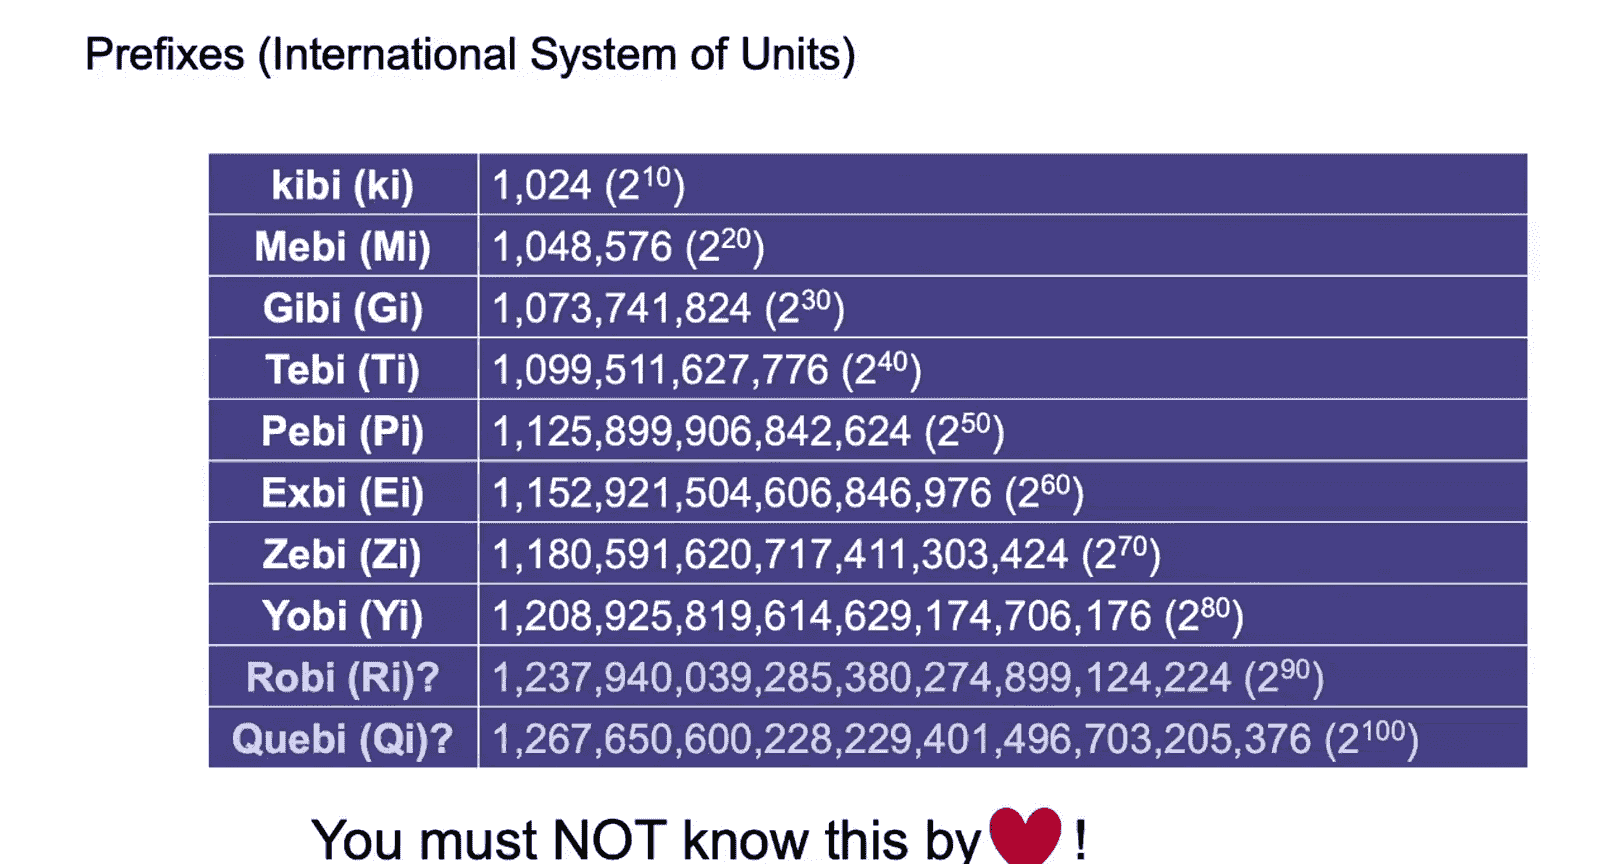 Prefixes (International System of Units)
kibi (ki) 1,024 (2¹⁰)
Mebi (Mi) 1,048,576 (2²⁰)
Gibi (Gi) 1,073,741,824 (2³⁰)
Tebi (Ti) 1,099,511,627,776 (2⁴⁰)
Pebi (Pi) 1,125,899,906,842,624 (2⁵⁰)
Exbi (Ei) 1,152,921,504,606,846,976 (2⁶⁰)
Zebi (Zi) 1,180,591,620,717,411,303,424 (2⁷⁰)
Yobi (Yi) 1,208,925,819,614,629,174,706,176 (2⁸⁰)
Robi (Ri)? 1,237,940,039,285,380,274,899,124,224 (2⁹⁰)
Quebi (Qi)? 1,267,650,600,228,229,401,496,703,205,376 (2¹⁰⁰)
You must NOT know this by ❤!